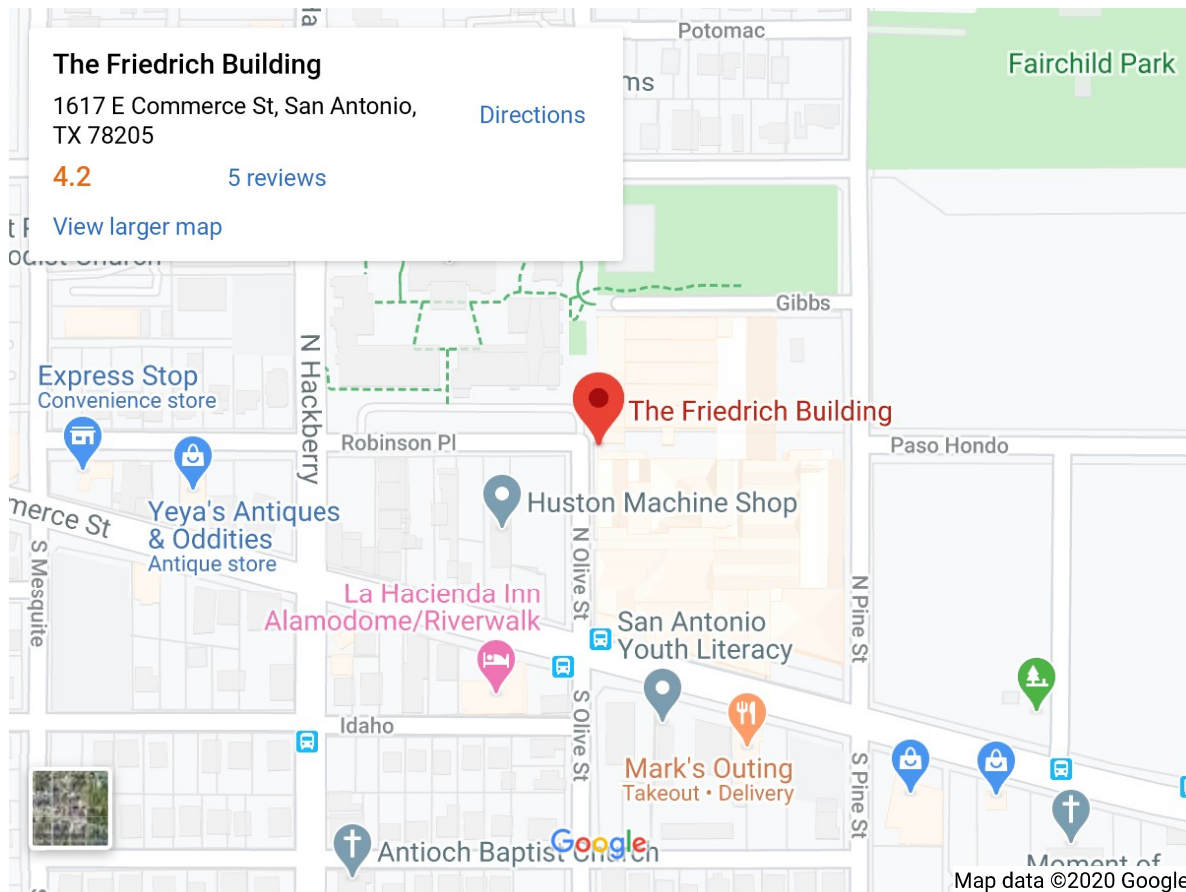 Potomac
Fairchild Park
The Friedrich Building
1617 E Commerce St, San Antonio,
TX 78205
Directions
4.2
5 reviews
View larger map
Gibbs
N Hackberry
Express Stop
Convenience store
The Friedrich Building
Robinson Pl
Paso Hondo
Huston Machine Shop
Yeya's Antiques
& Oddities
Antique store
S Mesquite
N Olive St
N Pine St
La Hacienda Inn
Alamodome/Riverwalk
San Antonio
Youth Literacy
S Olive St
Idaho
Mark's Outing
Takeout • Delivery
S Pine St
Google
Antioch Baptist Church
Moment of
Map data ©2020 Google